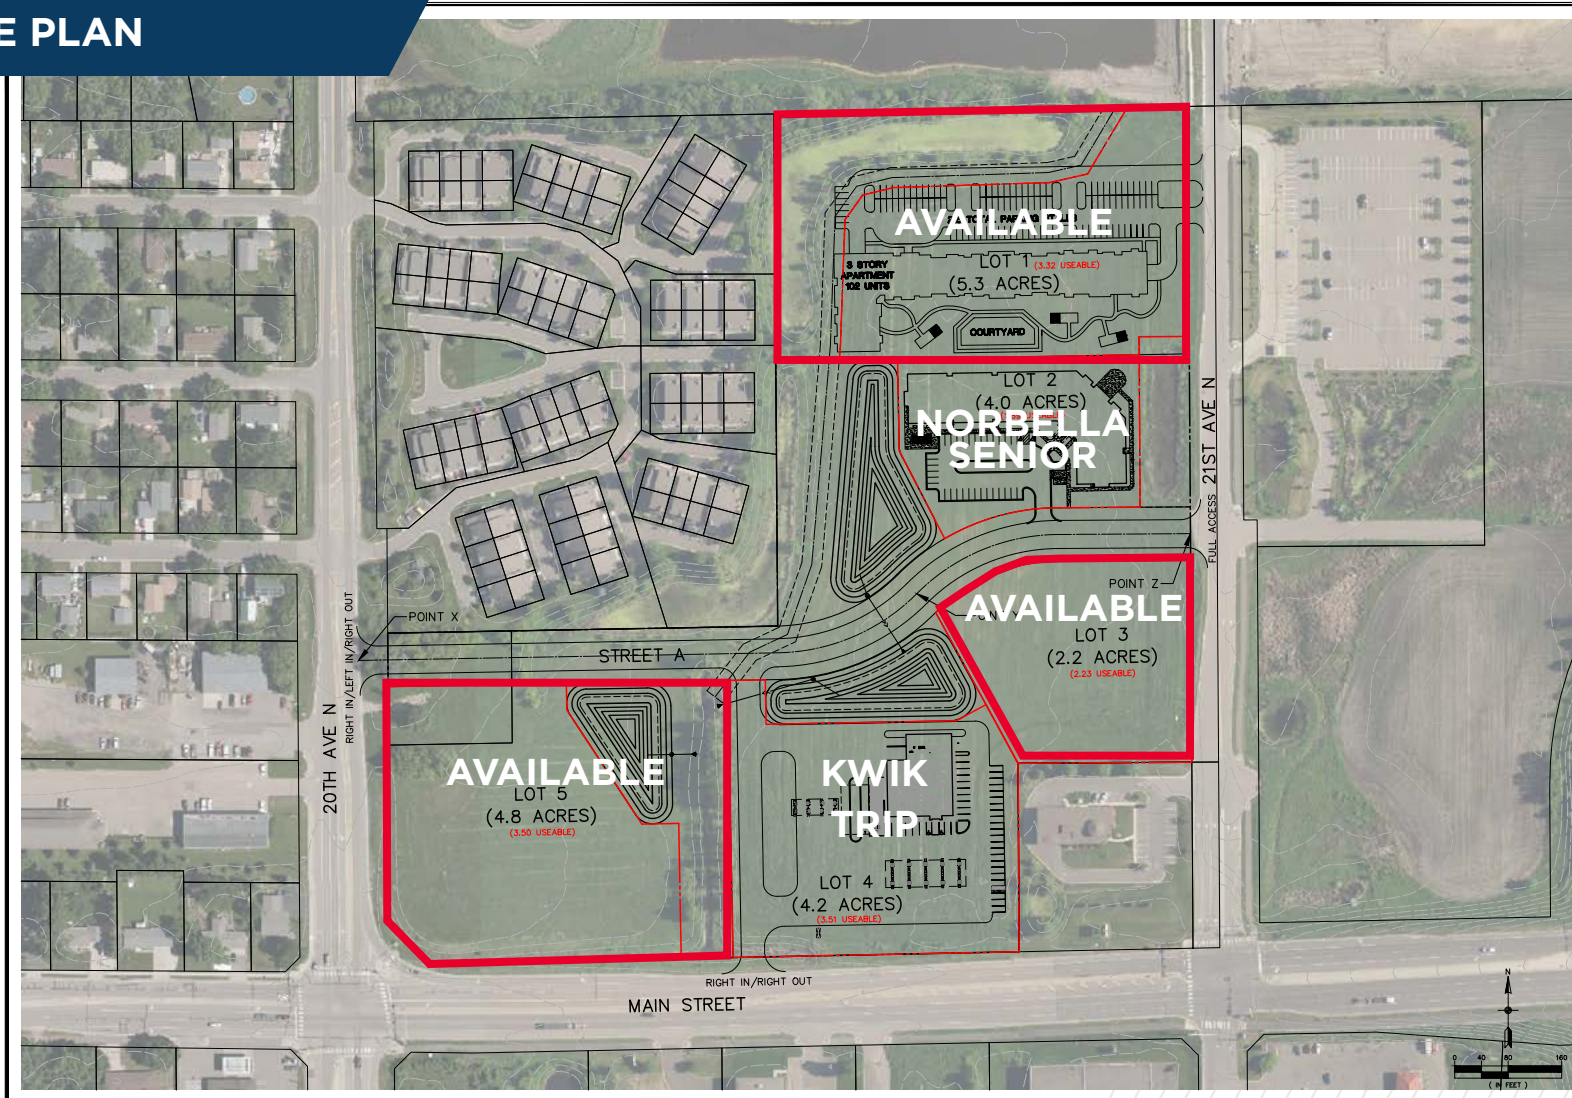 E PLAN
AVAILABLE
LOT 1 (3.32 USEABLE)
(5.3 ACRES)
3 STORY
APARTMENT
102 UNITS
COURTYARD
LOT 2
(4.0 ACRES)
NORBELLA
SENIOR
21ST AVE N
FULL ACCESS
POINT Z
AVAILABLE
LOT 3
(2.2 ACRES)
(2.23 USEABLE)
POINT X
RIGHT IN/LEFT IN/RIGHT OUT
20TH AVE N
STREET A
AVAILABLE
LOT 5
(4.8 ACRES)
(3.50 USEABLE)
KWIK
TRIP
LOT 4
(4.2 ACRES)
(3.51 USEABLE)
RIGHT IN/RIGHT OUT
MAIN STREET
N
0 40 80 160
( IN FEET )